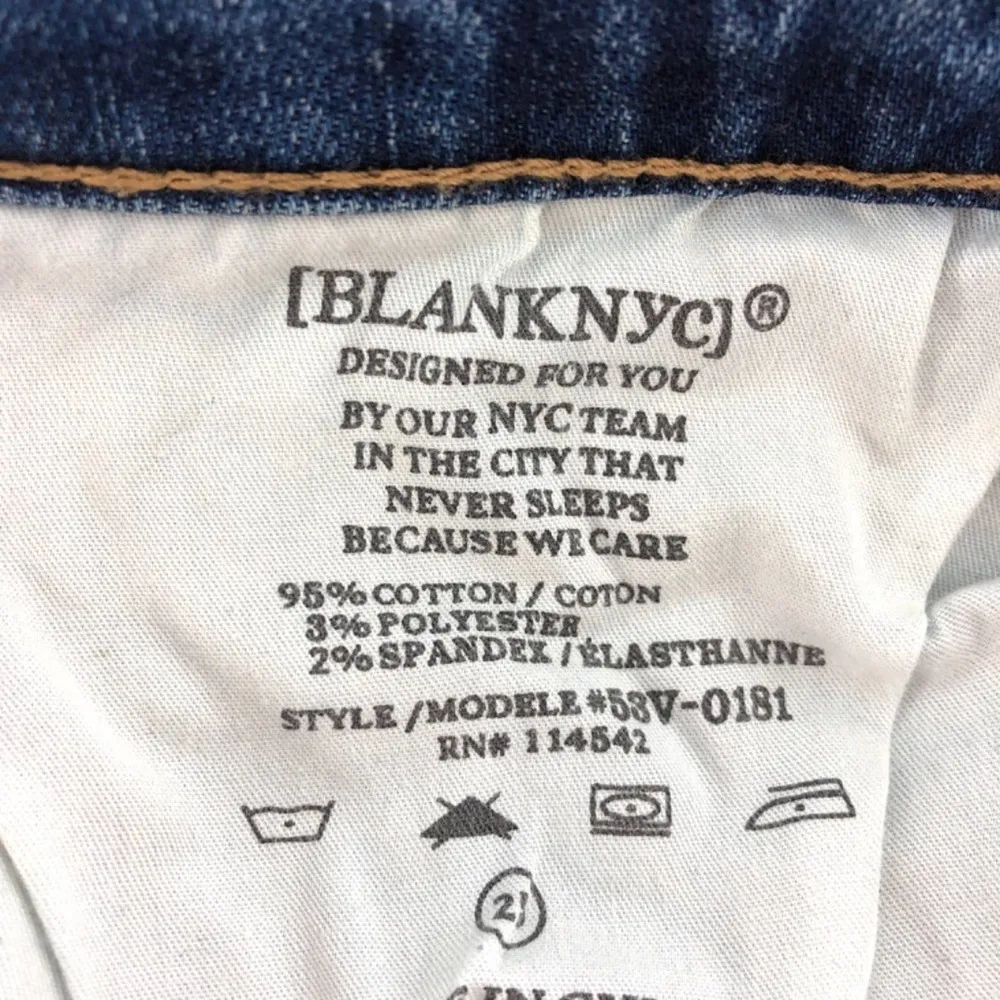 [BLANKNYC]®
DESIGNED FOR YOU
BY OUR NYC TEAM
IN THE CITY THAT
NEVER SLEEPS
BECAUSE WE CARE
95% COTTON / COTON
3% POLYESTER
2% SPANDEX / ÉLASTHANNE
STYLE / MODELE #53V-0181
RN# 114542